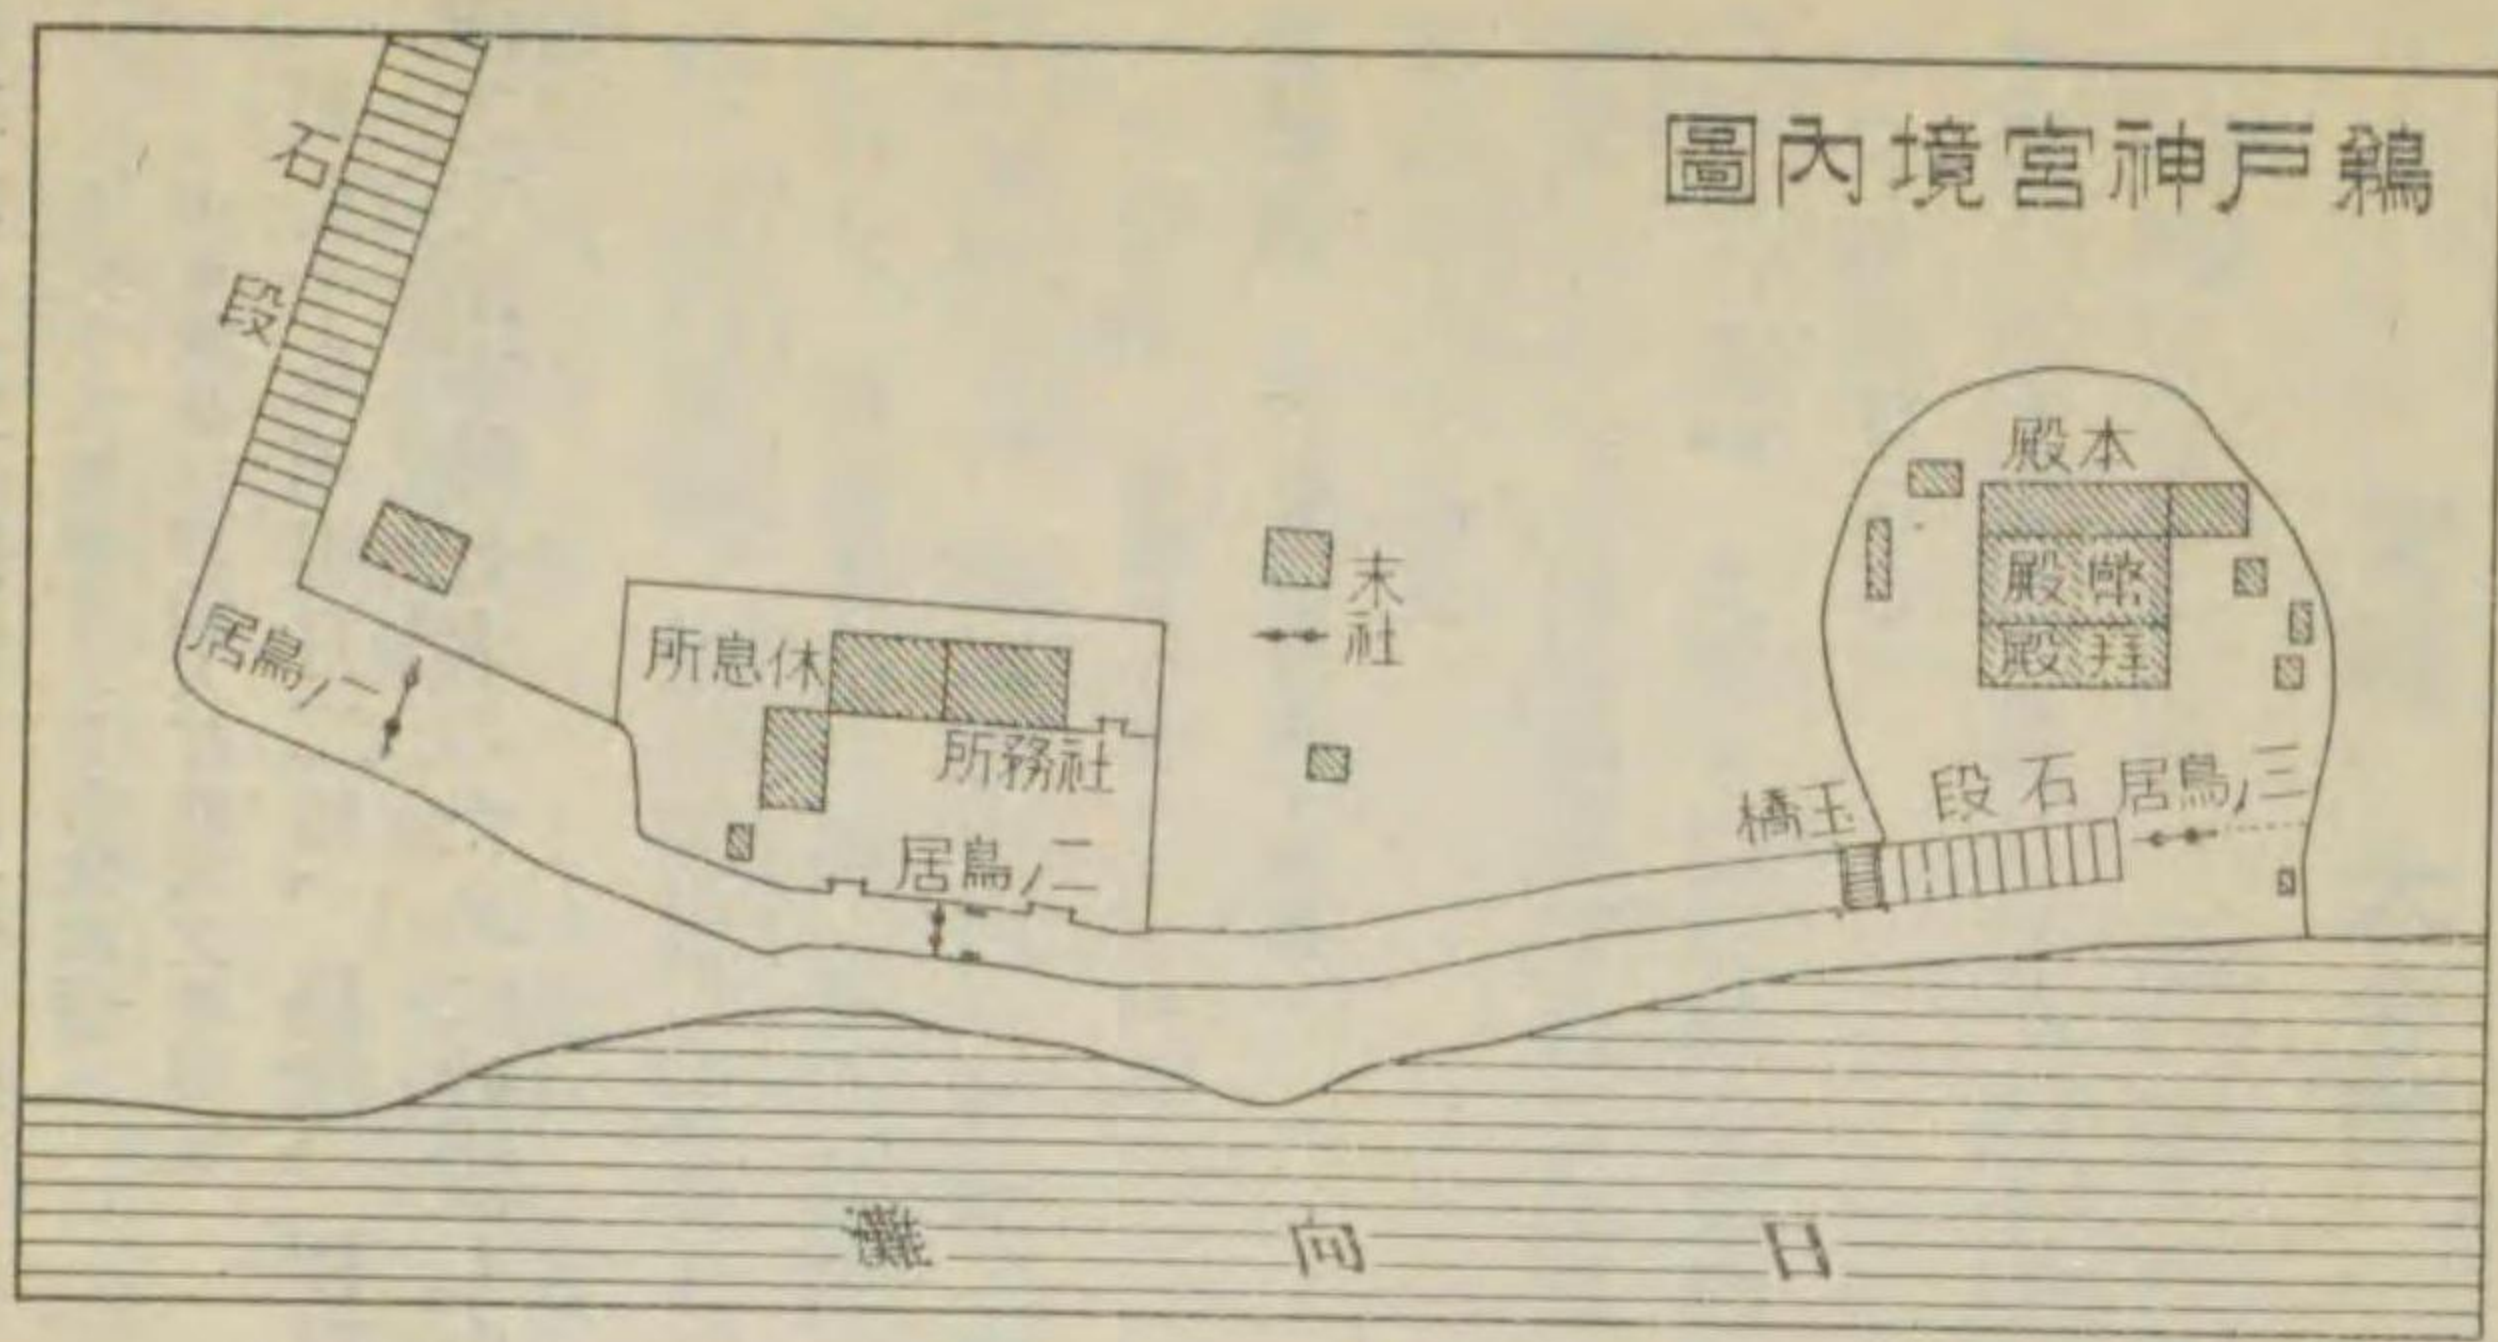 鵜戸神宮境內圖
石段
一ノ鳥居
休息所
社務所
二ノ鳥居
末社
本殿
幣殿
拜殿
三ノ鳥居
石段
玉橋
日向灘